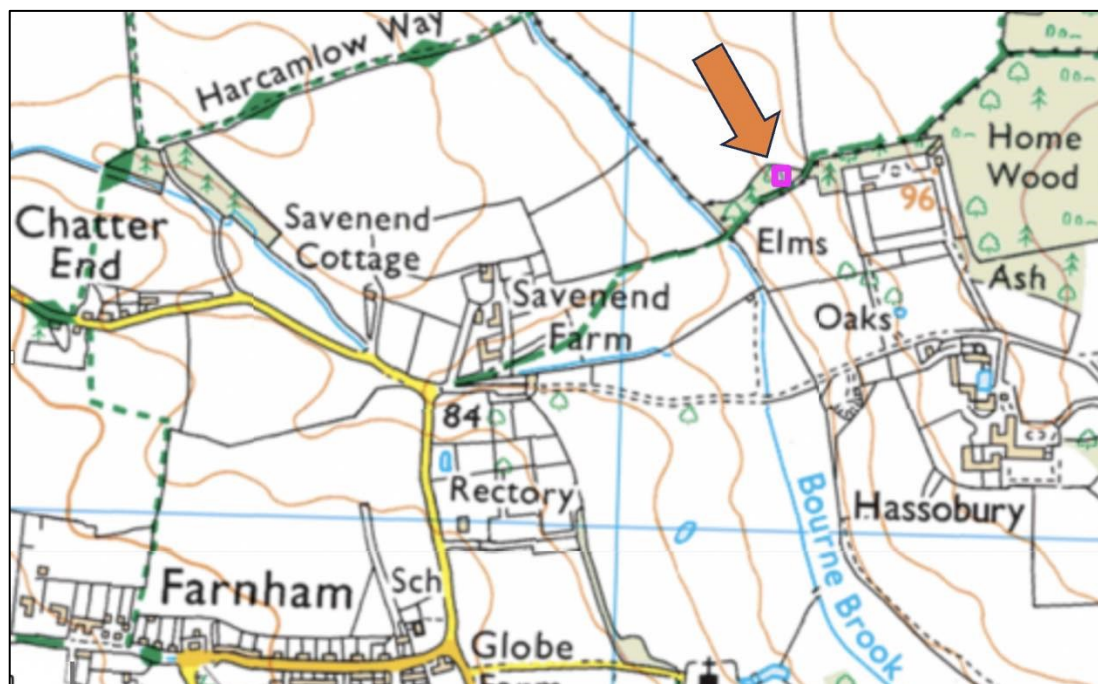 Harcamlow Way
Home
Wood
96
Chatter
End
Savenend
Cottage
Elms
Savenend
Farm
Ash
Oaks
84
Rectory
Hassobury
Bourne Brook
Farnham
Sch
Globe
Farm